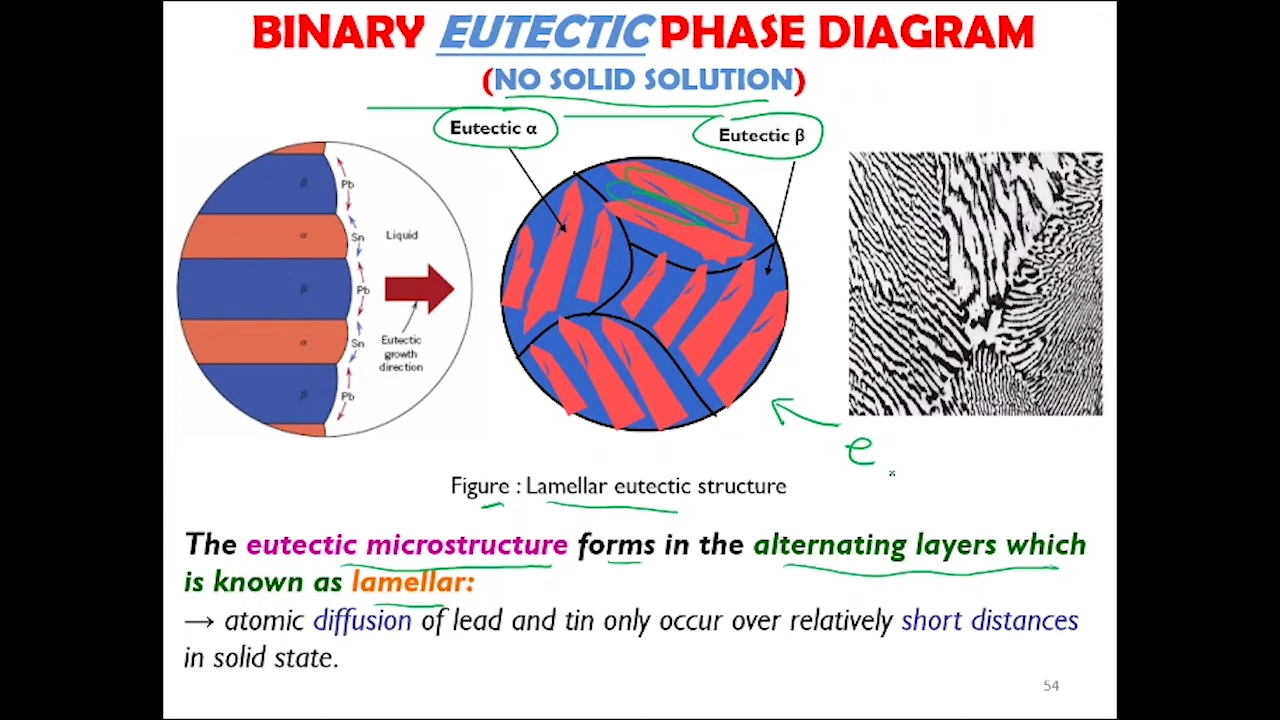 BINARY EUTECTIC PHASE DIAGRAM
(NO SOLID SOLUTION)
Eutectic α
Eutectic β
β
Pb
α
Sn
Liquid
β
Pb
α
Sn
Eutectic
growth
direction
β
Pb
e
Figure : Lamellar eutectic structure
The eutectic microstructure forms in the alternating layers which
is known as lamellar:
→ atomic diffusion of lead and tin only occur over relatively short distances
in solid state.
54